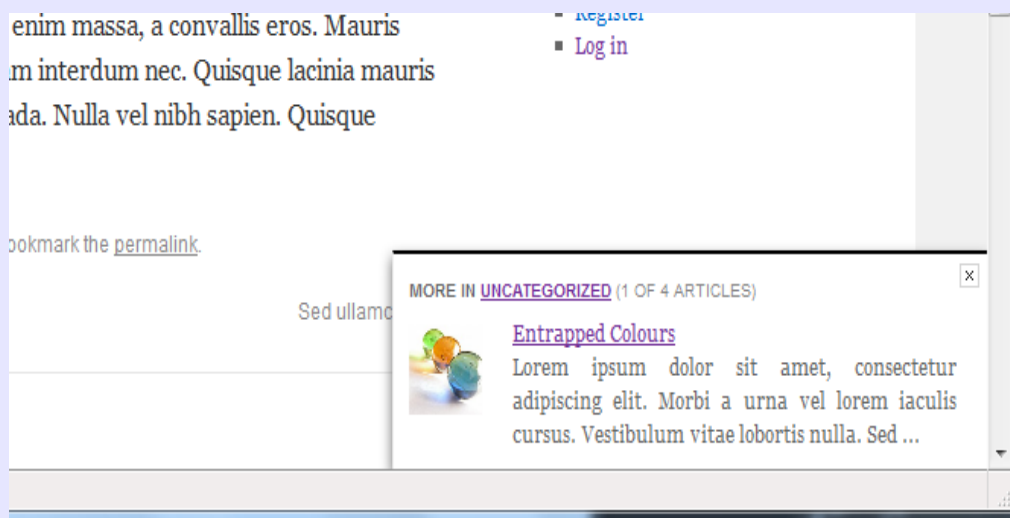 enim massa, a convallis eros. Mauris
m interdum nec. Quisque lacinia mauris
ada. Nulla vel nibh sapien. Quisque
Register
Log in
ookmark the permalink.
Sed ullamc
MORE IN UNCATEGORIZED (1 OF 4 ARTICLES)
x
Entrapped Colours
Lorem ipsum dolor sit amet, consectetur
adipiscing elit. Morbi a urna vel lorem iaculis
cursus. Vestibulum vitae lobortis nulla. Sed ...